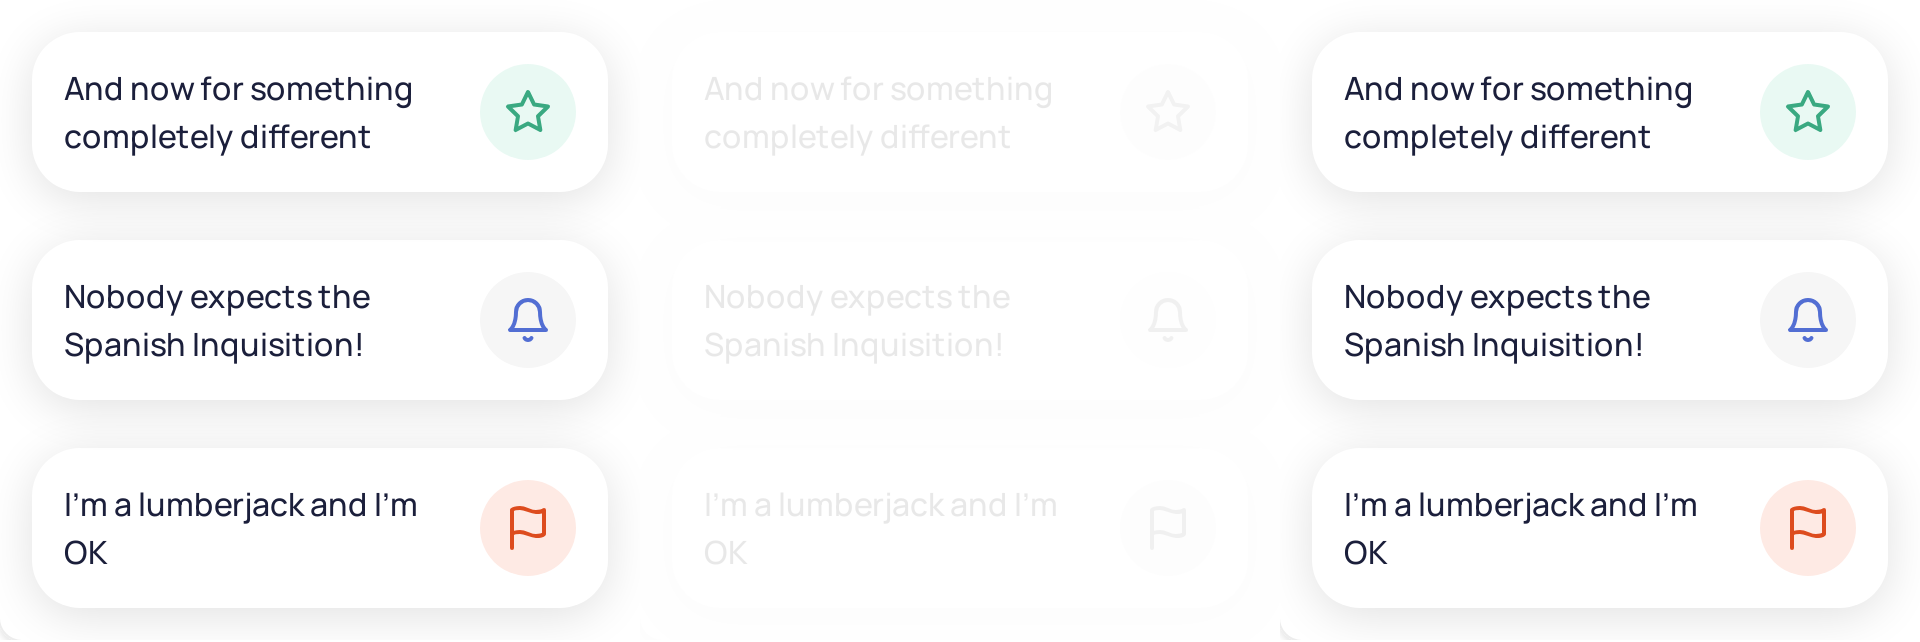 And now for something
completely different
Nobody expects the
Spanish Inquisition!
I'm a lumberjack and I'm
OK
And now for something
completely different
Nobody expects the
Spanish Inquisition!
I'm a lumberjack and I'm
OK
And now for something
completely different
Nobody expects the
Spanish Inquisition!
I'm a lumberjack and I'm
OK